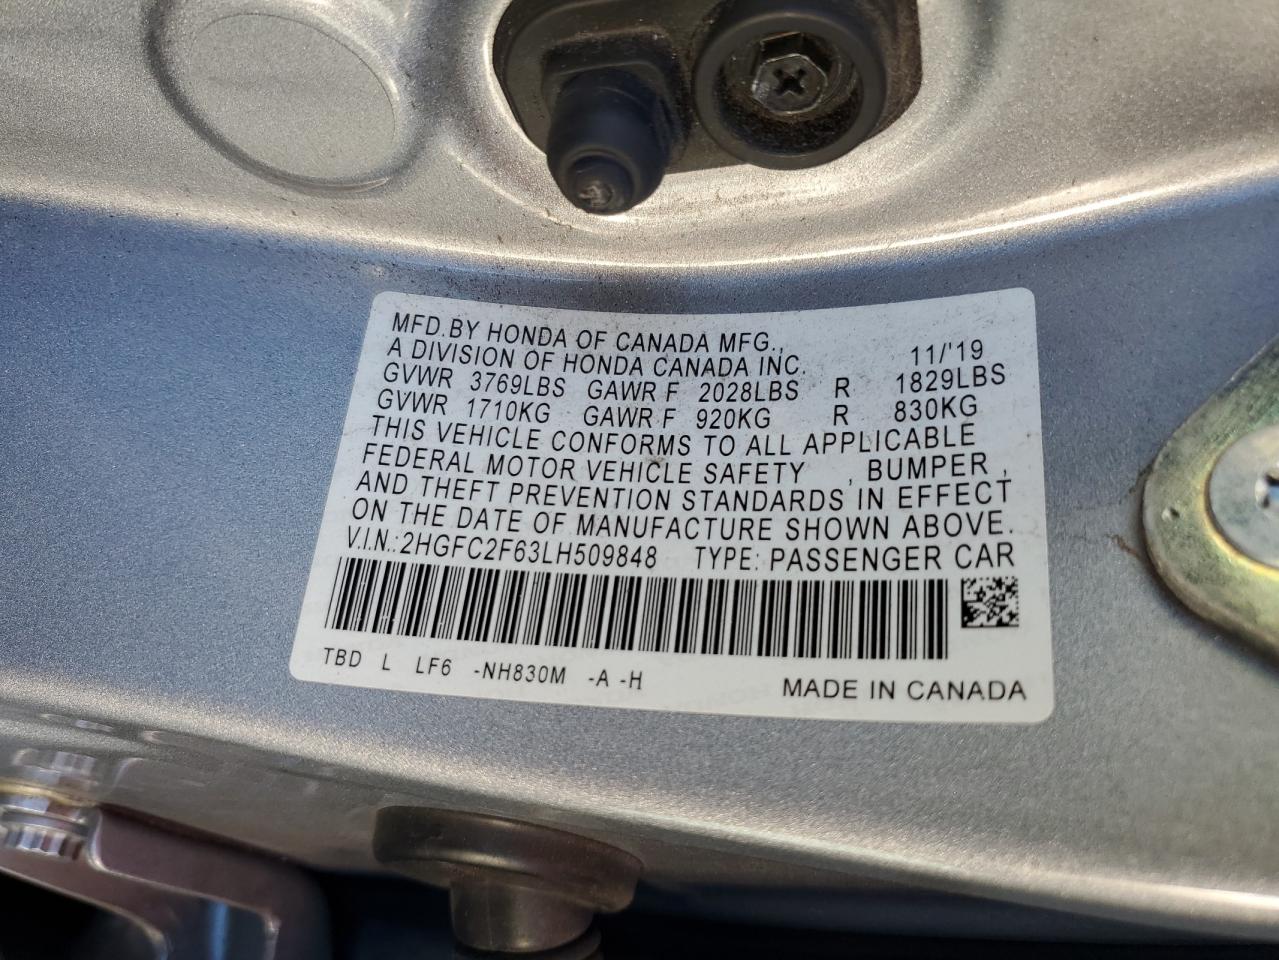 MFD. BY HONDA OF CANADA MFG.,
A DIVISION OF HONDA CANADA INC. 11/'19
GVWR 3769LBS GAWR F 2028LBS R 1829LBS
GVWR 1710KG GAWR F 920KG R 830KG
THIS VEHICLE CONFORMS TO ALL APPLICABLE
FEDERAL MOTOR VEHICLE SAFETY , BUMPER ,
AND THEFT PREVENTION STANDARDS IN EFFECT
ON THE DATE OF MANUFACTURE SHOWN ABOVE.
V.I.N.: 2HGFC2F63LH509848 TYPE: PASSENGER CAR
TBD L LF6 -NH830M -A -H
MADE IN CANADA